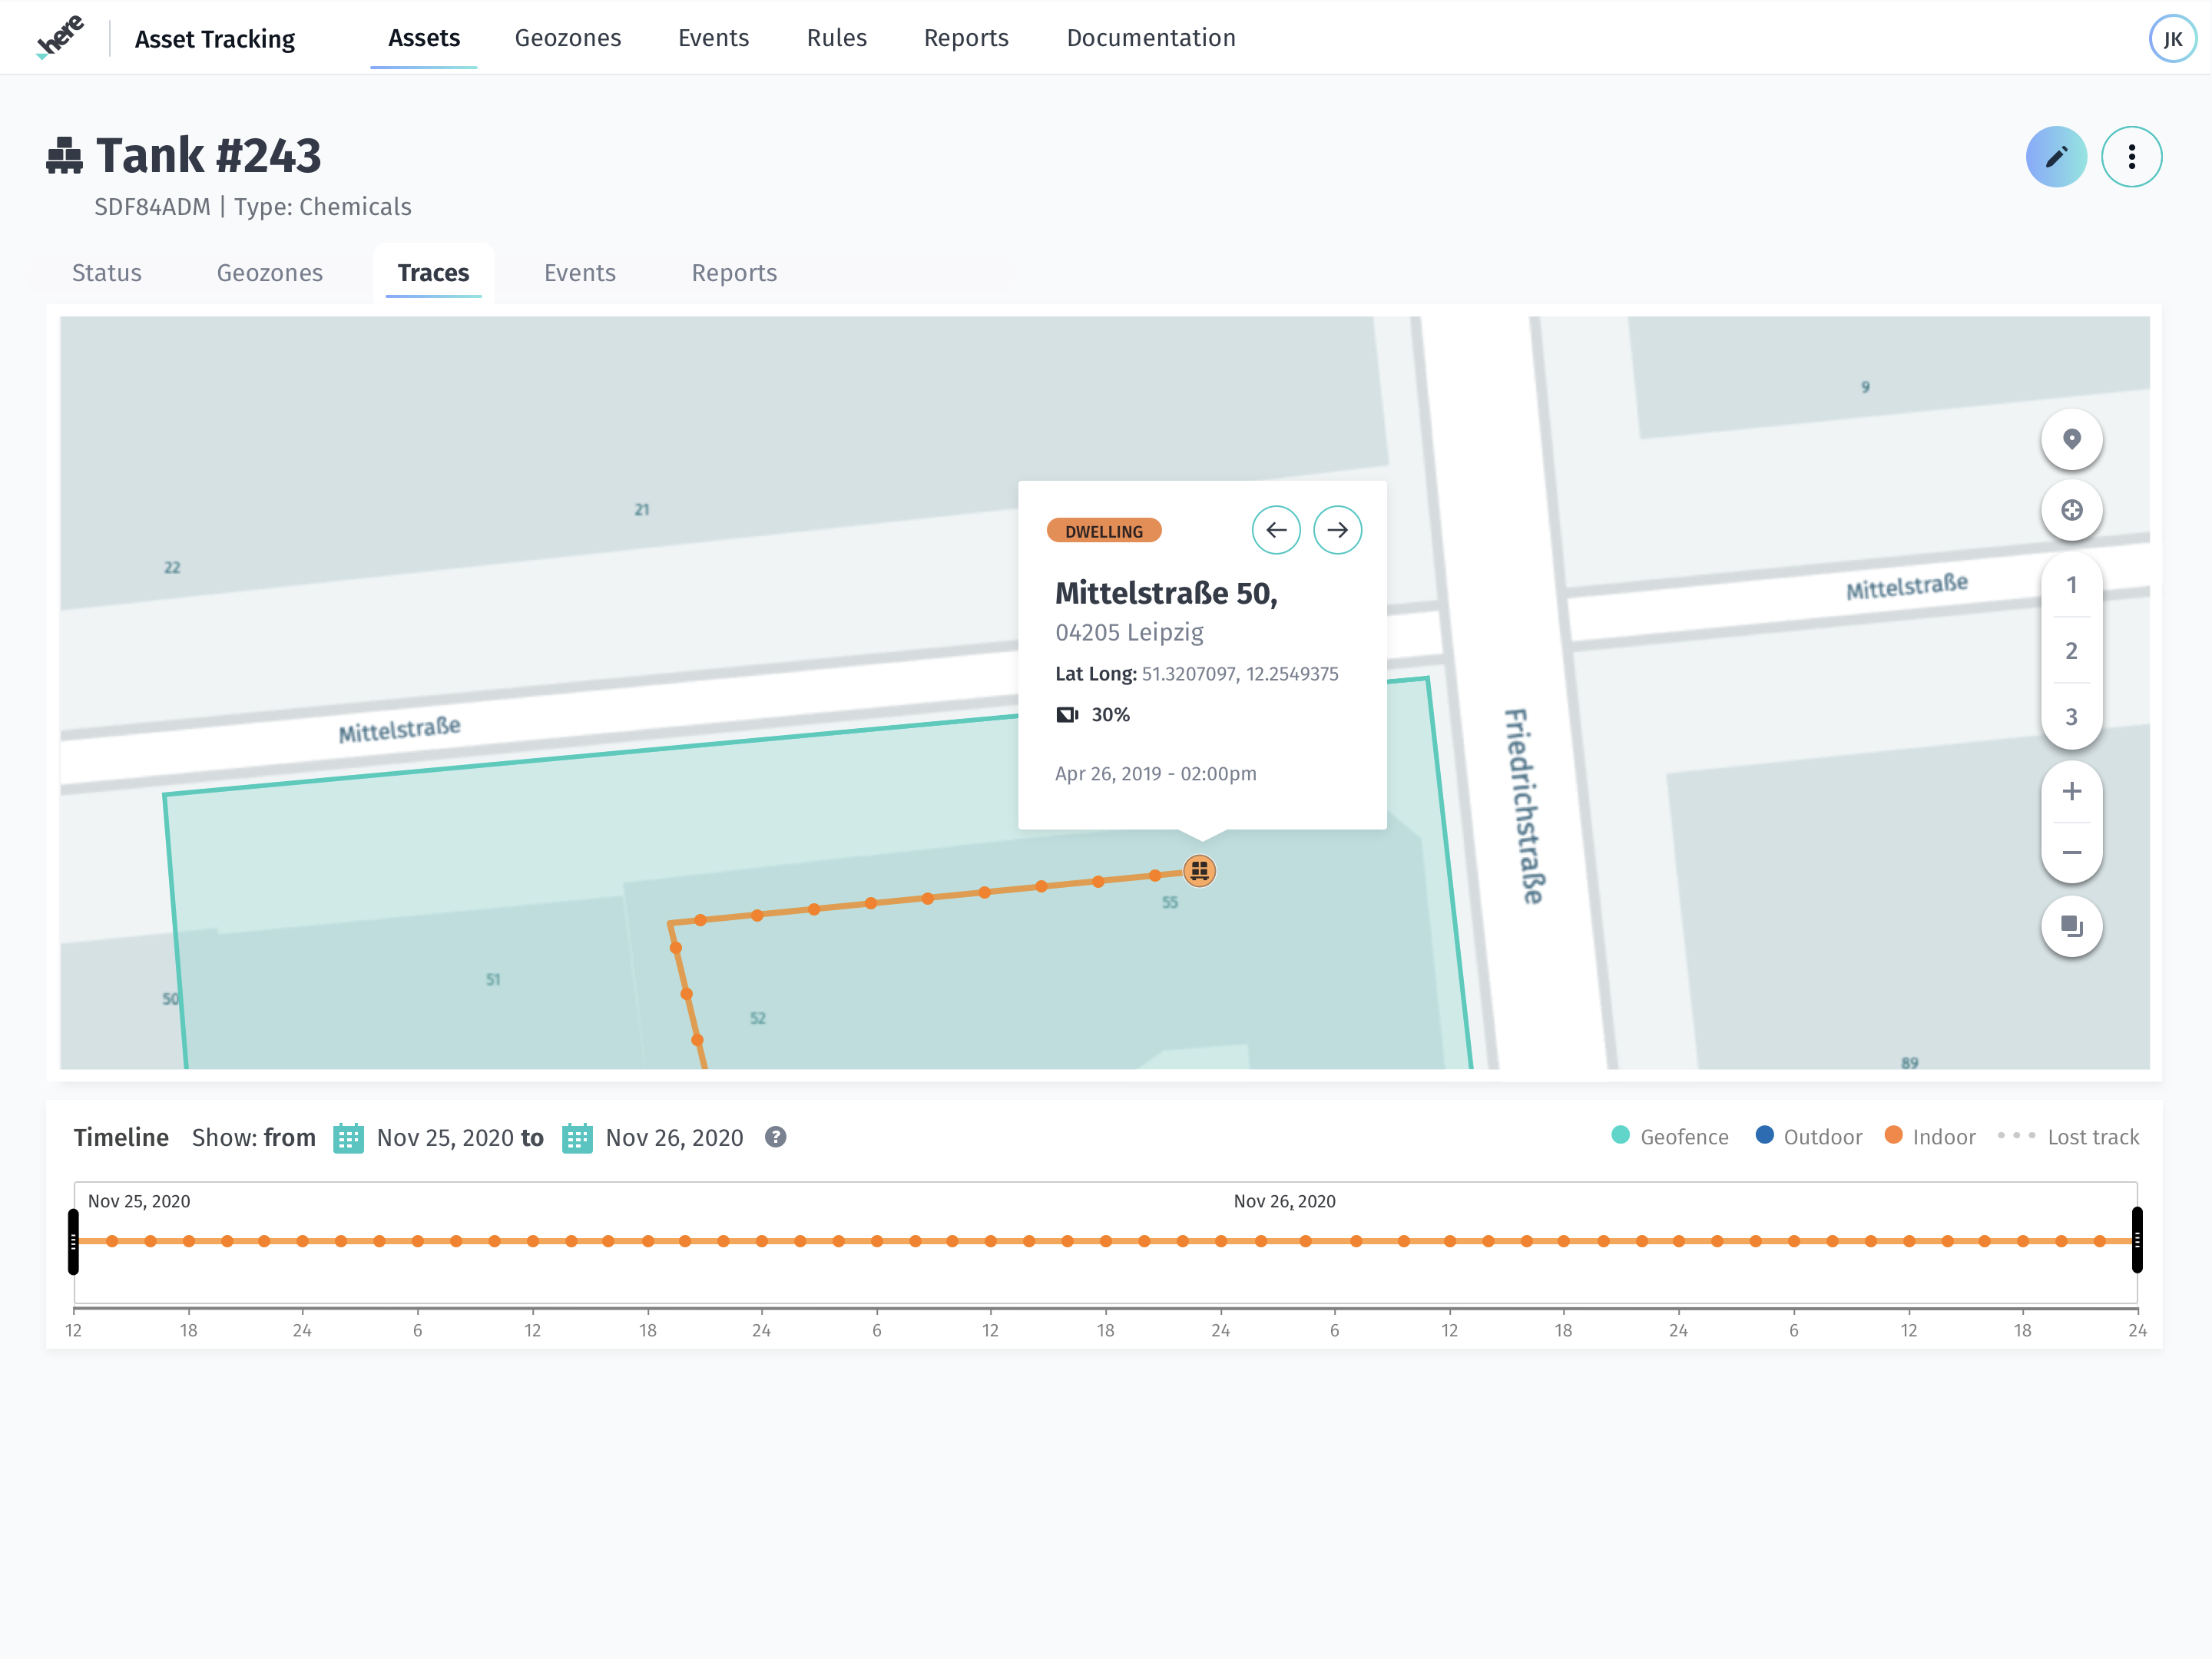 here
Asset Tracking
Assets
Geozones
Events
Rules
Reports
Documentation
JK
Tank #243
SDF84ADM | Type: Chemicals
Status
Geozones
Traces
Events
Reports
9
21
22
DWELLING
Mittelstraße 50,
04205 Leipzig
Lat Long: 51.3207097, 12.2549375
30%
Apr 26, 2019 - 02:00pm
Mittelstraße
Mittelstraße
Friedrichstraße
1
2
3
+
−
55
51
50
52
89
Timeline Show: from Nov 25, 2020 to Nov 26, 2020 ?
Geofence Outdoor Indoor Lost track
Nov 25, 2020 Nov 26, 2020
12 18 24 6 12 18 24 6 12 18 24 6 12 18 24 6 12 18 24